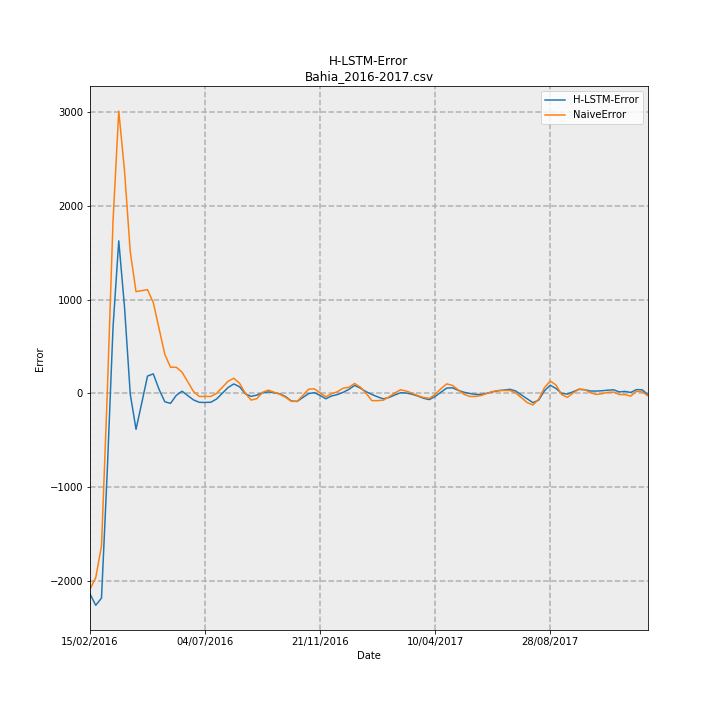 H-LSTM-Error
Bahia_2016-2017.csv
H-LSTM-Error
NaiveError
3000
2000
1000
0
−1000
−2000
Error
15/02/2016
04/07/2016
21/11/2016
10/04/2017
28/08/2017
Date